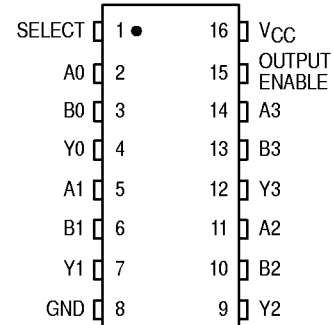 SELECT 1 16 VCC
A0 2 15 OUTPUT ENABLE
B0 3 14 A3
Y0 4 13 B3
A1 5 12 Y3
B1 6 11 A2
Y1 7 10 B2
GND 8 9 Y2